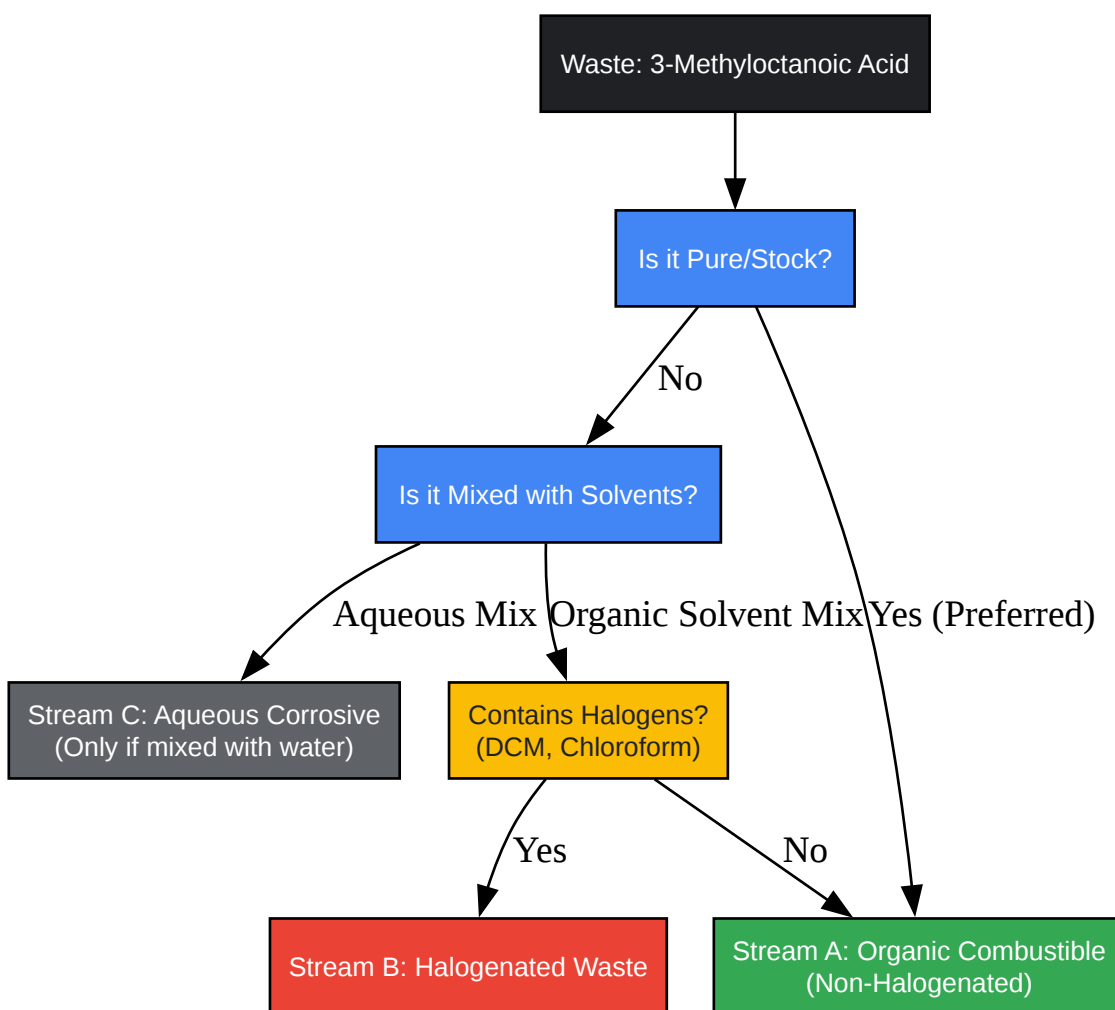 Waste: 3-Methyloctanoic Acid
Is it Pure/Stock?
No
Is it Mixed with Solvents?
Aqueous Mix
Organic Solvent Mix
Yes (Preferred)
Stream C: Aqueous Corrosive
(Only if mixed with water)
Contains Halogens?
(DCM, Chloroform)
Yes
No
Stream B: Halogenated Waste
Stream A: Organic Combustible
(Non-Halogenated)